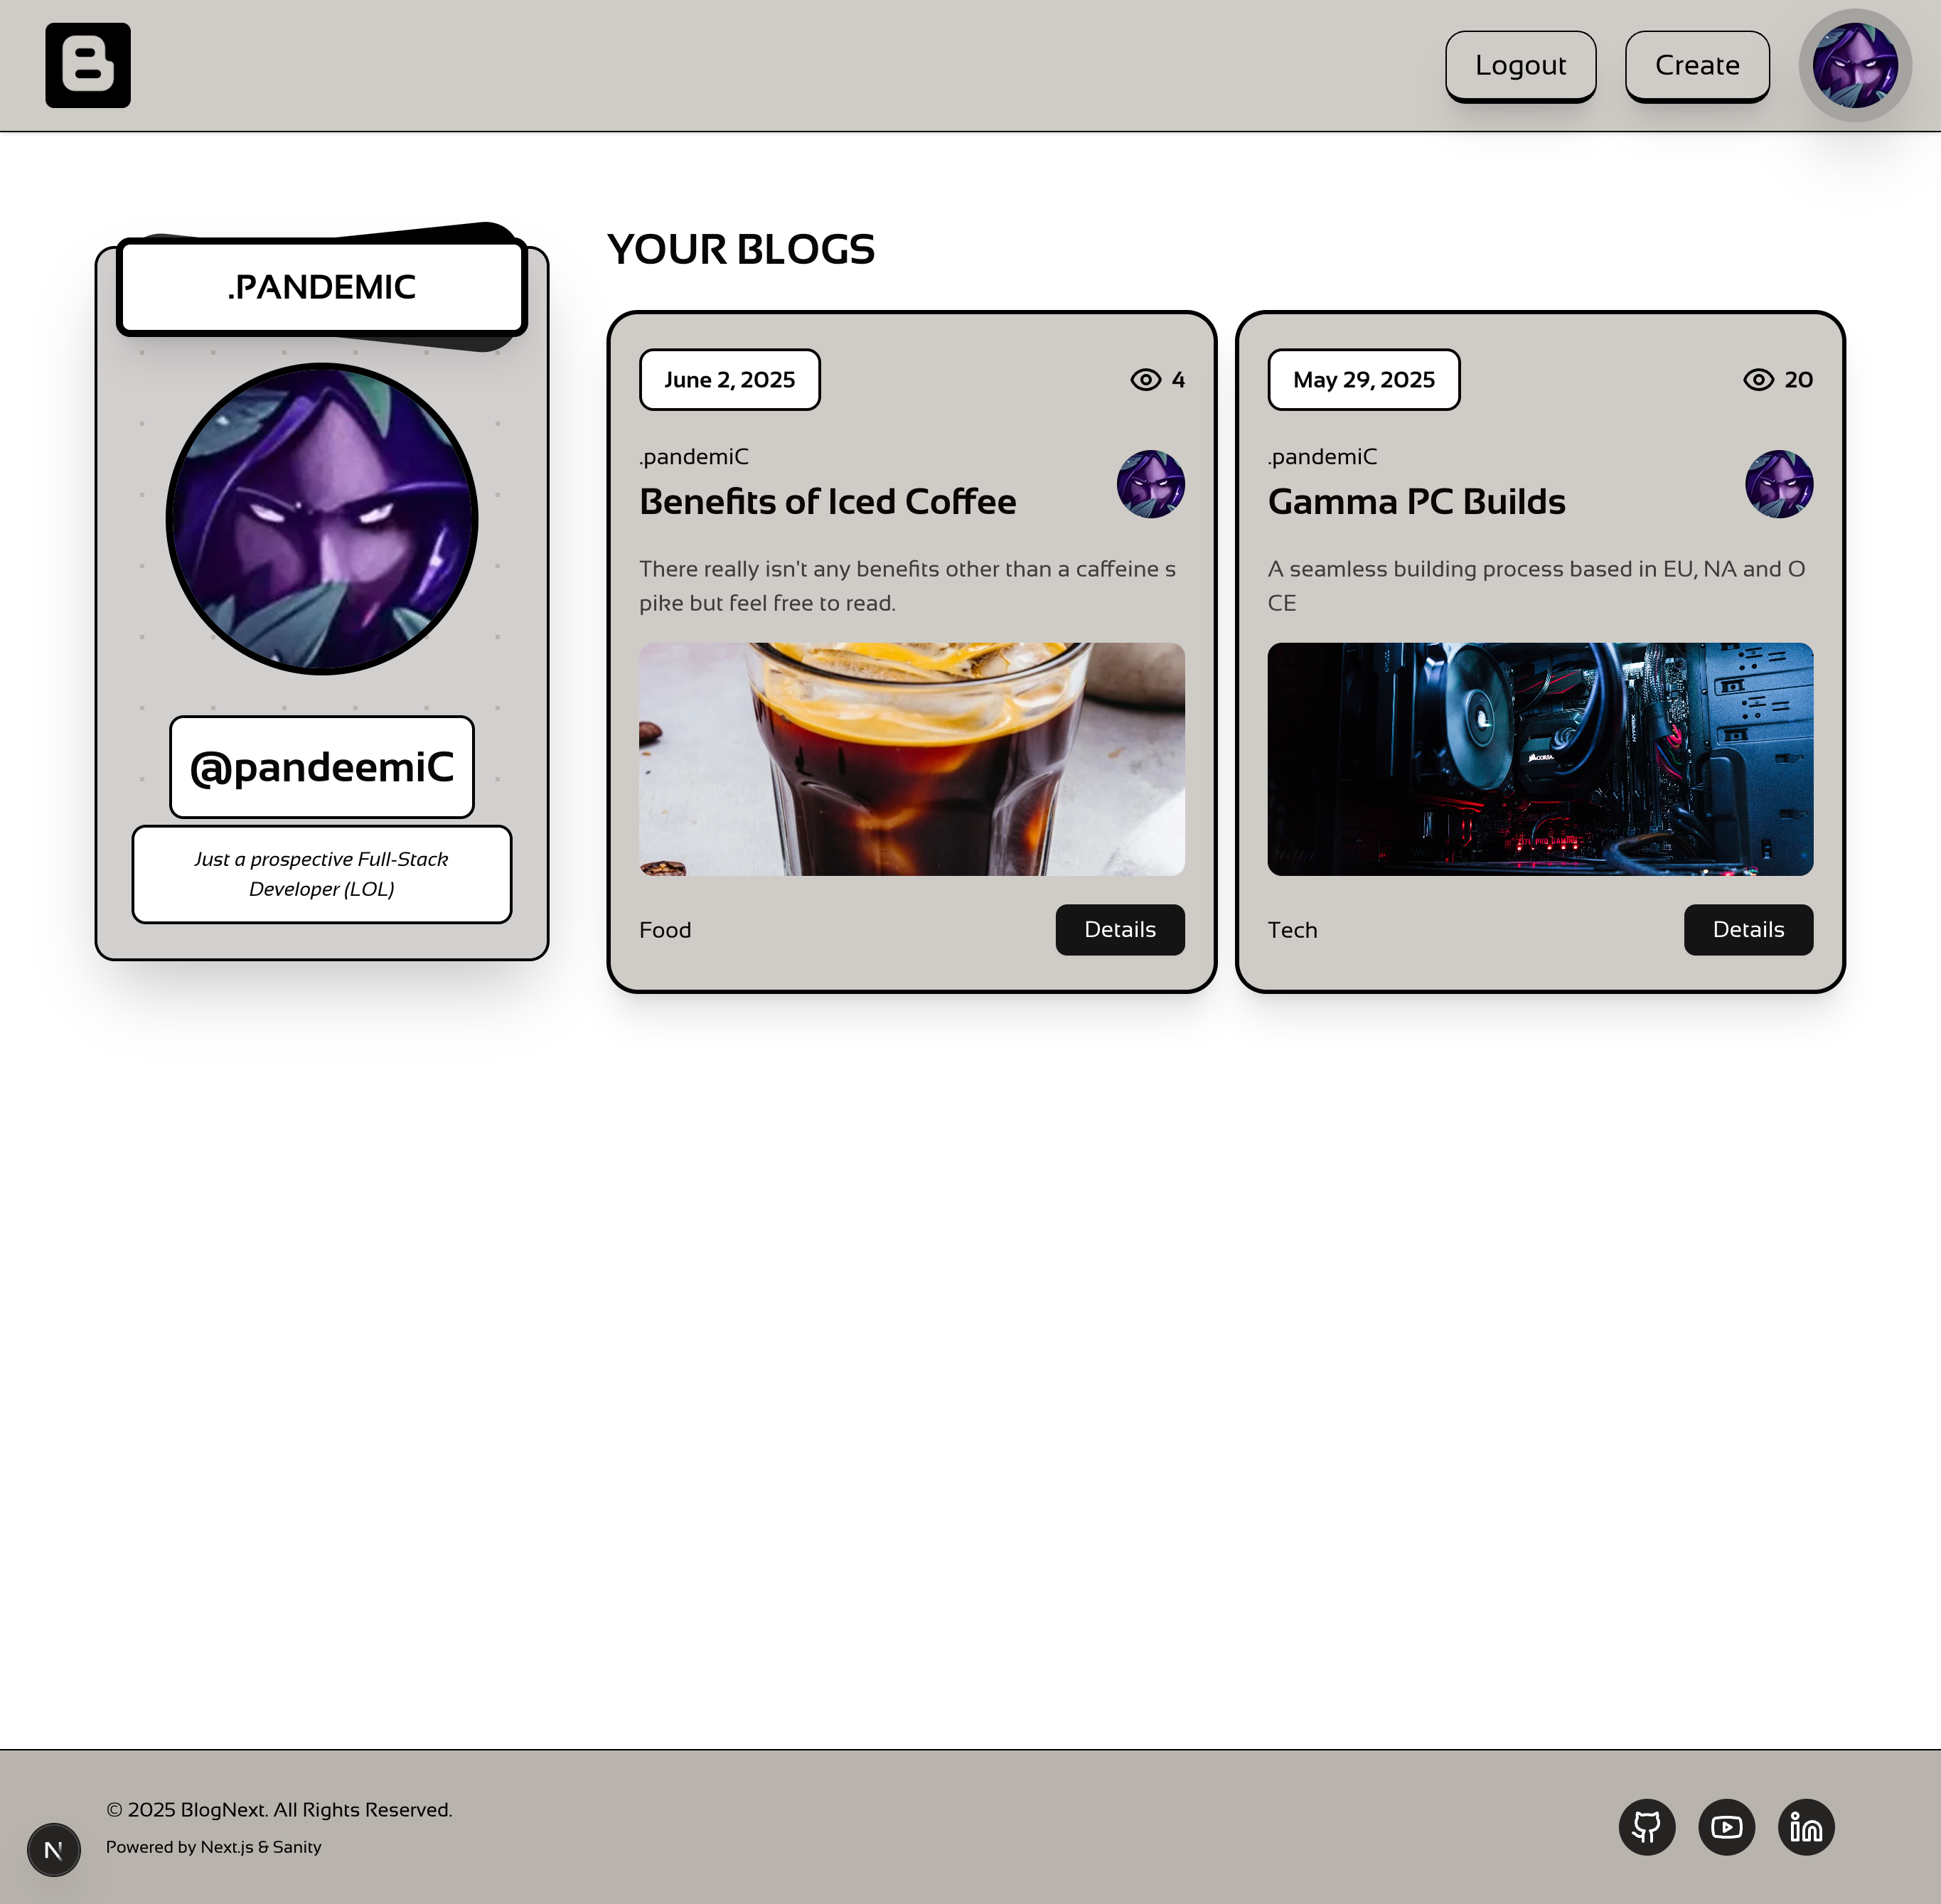 B
Logout
Create
.PANDEMIC
@pandeemiC
Just a prospective Full-Stack
Developer (LOL)
YOUR BLOGS
June 2, 2025
4
.pandemiC
Benefits of Iced Coffee
There really isn't any benefits other than a caffeine s
pike but feel free to read.
Food
Details
May 29, 2025
20
.pandemiC
Gamma PC Builds
A seamless building process based in EU, NA and O
CE
Tech
Details
© 2025 BlogNext. All Rights Reserved.
Powered by Next.js & Sanity
N
in